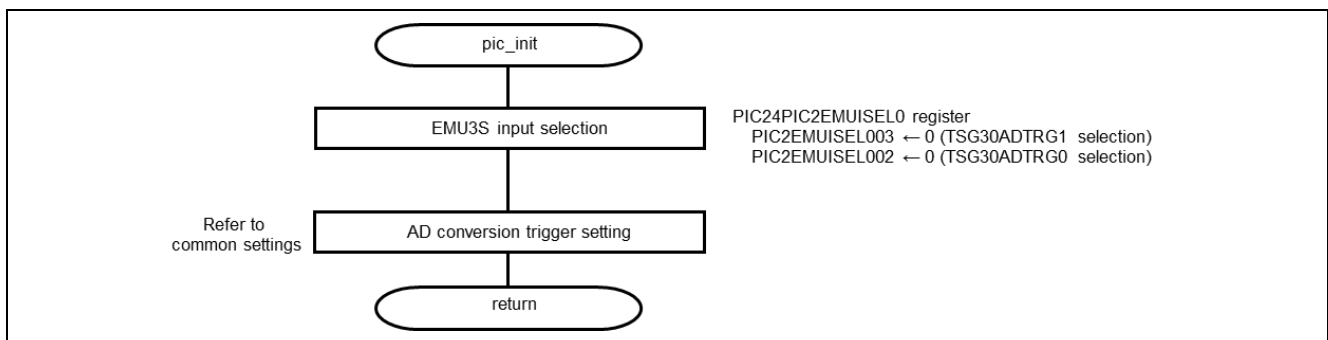 pic_init
EMU3S input selection
PIC24PIC2EMUISEL0 register
PIC2EMUISEL003 ← 0 (TSG30ADTRG1 selection)
PIC2EMUISEL002 ← 0 (TSG30ADTRG0 selection)
Refer to
common settings
AD conversion trigger setting
return